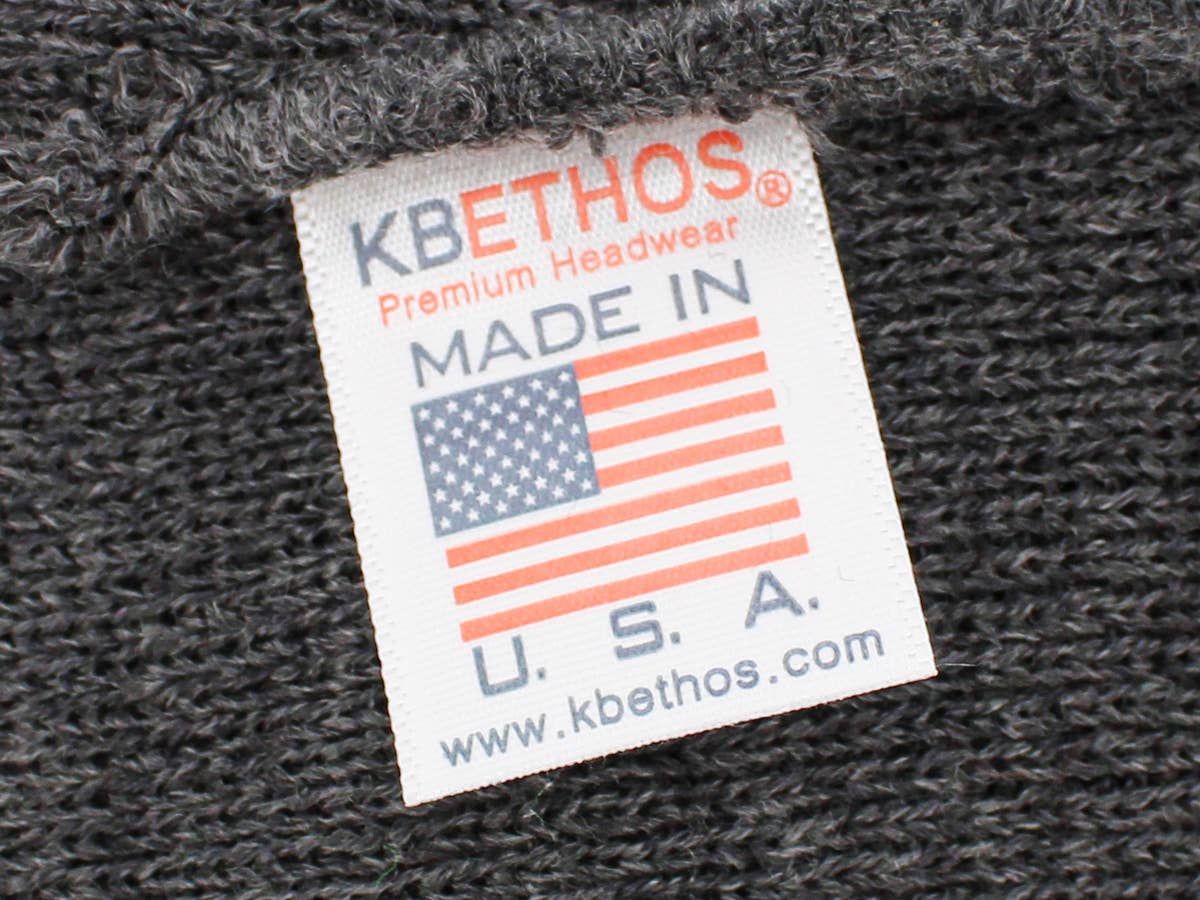 KBETHOS®
Premium Headwear
MADE IN
U. S. A.
www.kbethos.com